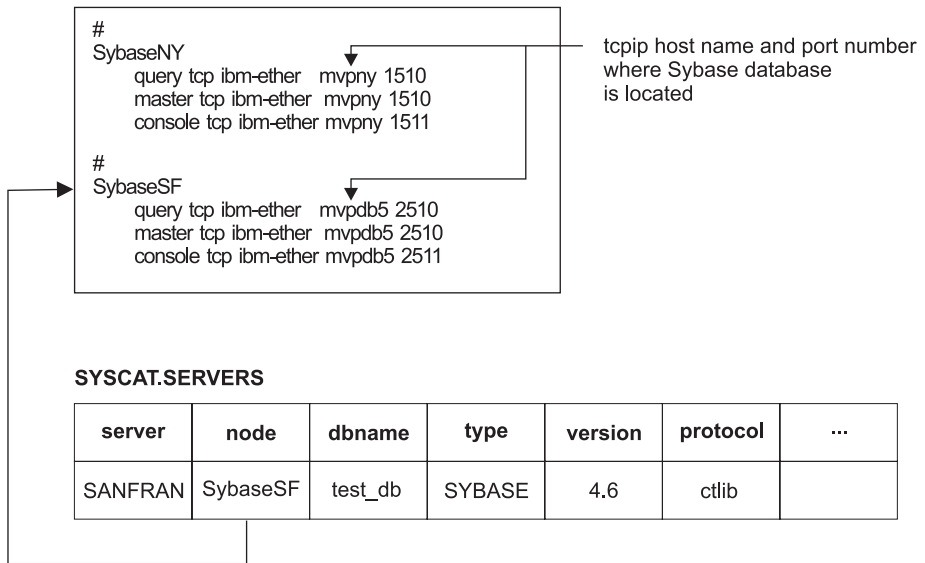 #
SybaseNY
query tcp ibm-ether mvpny 1510
master tcp ibm-ether mvpny 1510
console tcp ibm-ether mvpny 1511
#
SybaseSF
query tcp ibm-ether mvpdb5 2510
master tcp ibm-ether mvpdb5 2510
console tcp ibm-ether mvpdb5 2511
tcpip host name and port number
where Sybase database
is located
SYSCAT.SERVERS
server node dbname type version protocol ...
SANFRAN SybaseSF test_db SYBASE 4.6 ctlib